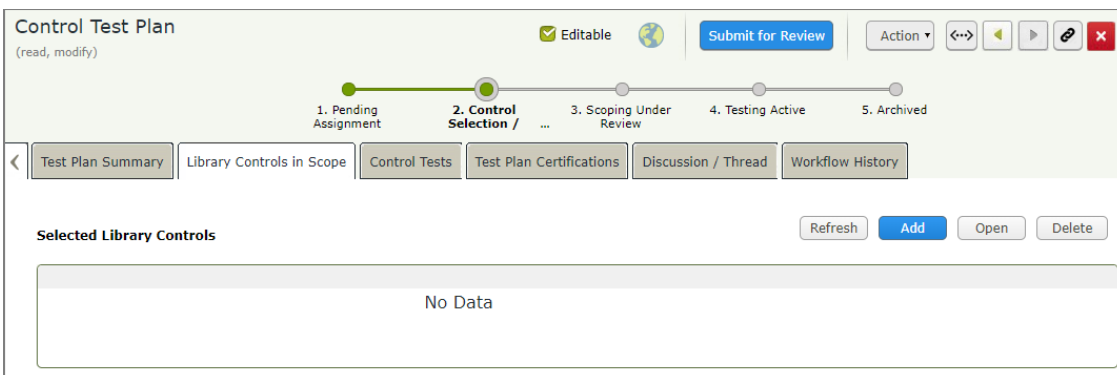 Control Test Plan
(read, modify)
Editable
Submit for Review
Action
1. Pending
Assignment
2. Control
Selection / ...
3. Scoping Under
Review
4. Testing Active
5. Archived
Test Plan Summary
Library Controls in Scope
Control Tests
Test Plan Certifications
Discussion / Thread
Workflow History
Selected Library Controls
Refresh
Add
Open
Delete
No Data